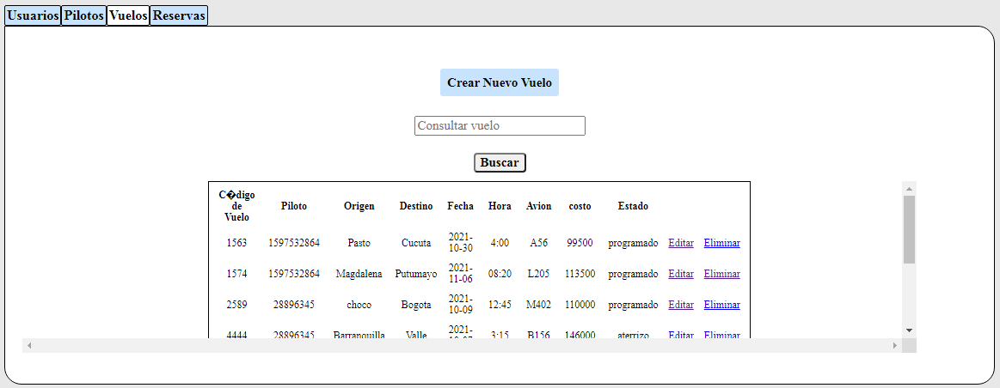 Usuarios Pilotos Vuelos Reservas
Crear Nuevo Vuelo
Consultar vuelo
Buscar
C�digo de Vuelo Piloto Origen Destino Fecha Hora Avion costo Estado
1563 1597532864 Pasto Cucuta 2021-10-30 4:00 A56 99500 programado Editar Eliminar
1574 1597532864 Magdalena Putumayo 2021-11-06 08:20 L205 113500 programado Editar Eliminar
2589 28896345 choco Bogota 2021-10-09 12:45 M402 110000 programado Editar Eliminar
4444 28896345 Barranquilla Valle 2021- 3:15 B156 146000 aterrizo Editar Eliminar